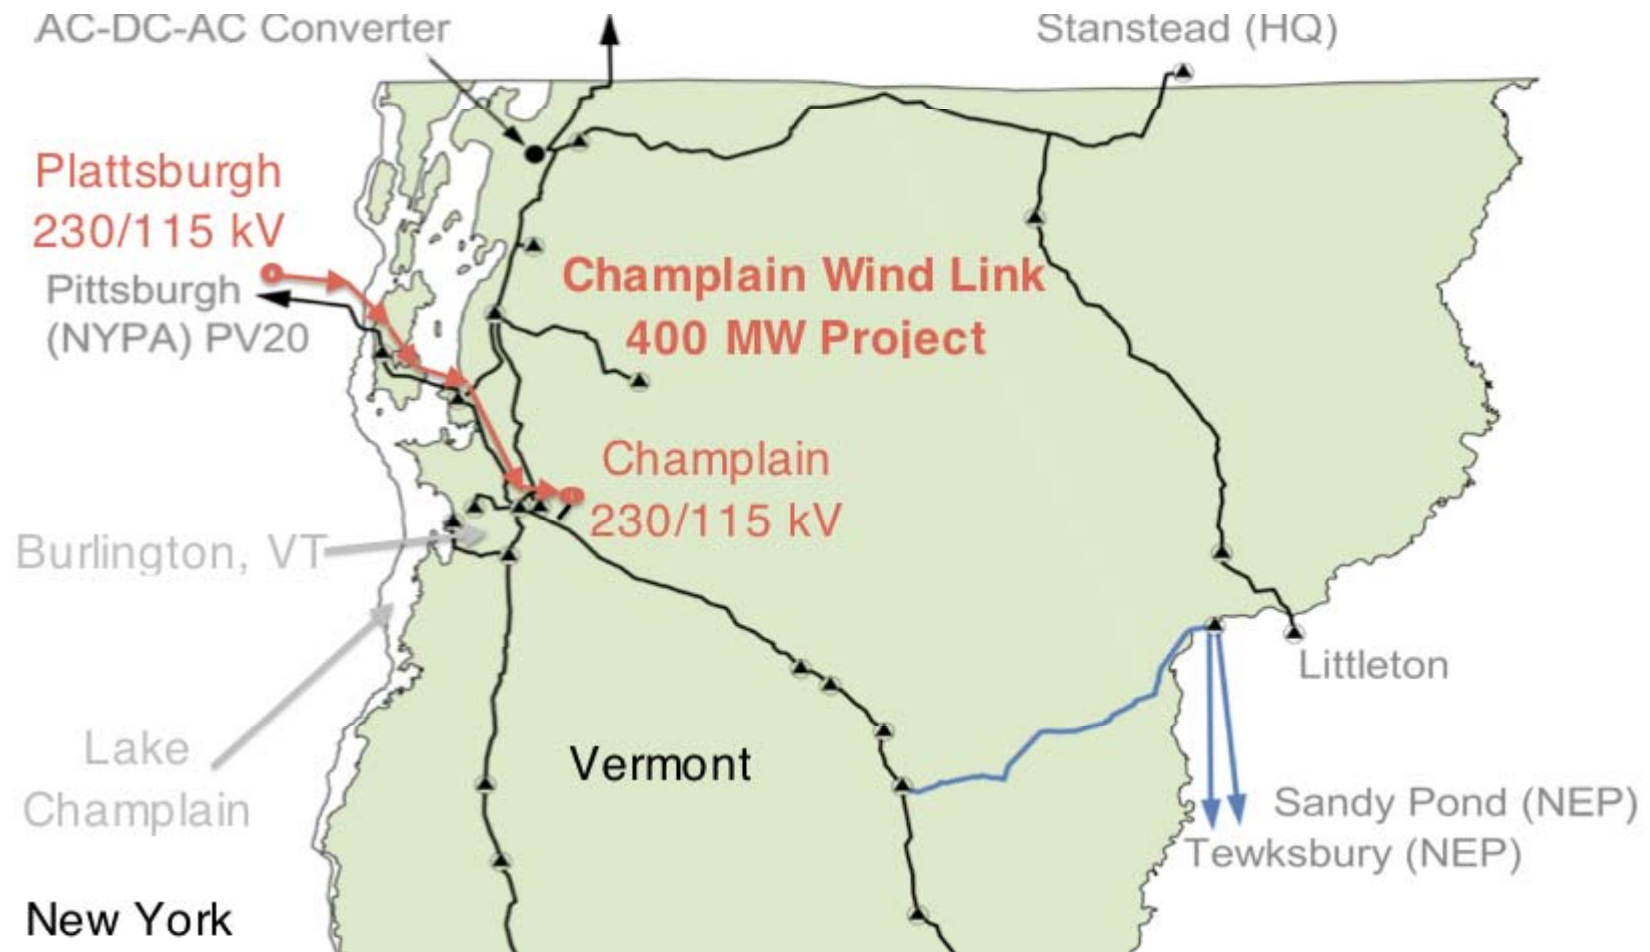 AC-DC-AC Converter
Stanstead (HQ)
Plattsburgh
230/115 kV
Pittsburgh
(NYPA) PV20
Champlain Wind Link
400 MW Project
Champlain
230/115 kV
Burlington, VT
Littleton
Lake
Champlain
Vermont
Sandy Pond (NEP)
Tewksbury (NEP)
New York